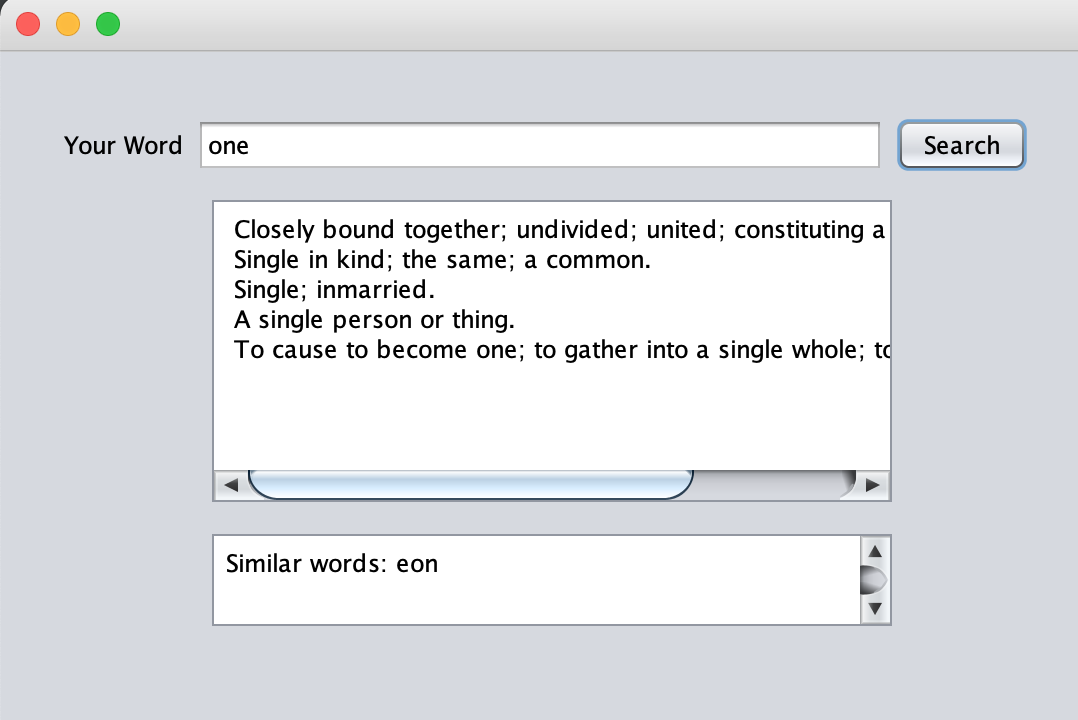 Your Word one Search
Closely bound together; undivided; united; constituting a
Single in kind; the same; a common.
Single; inmarried.
A single person or thing.
To cause to become one; to gather into a single whole;
Similar words: eon